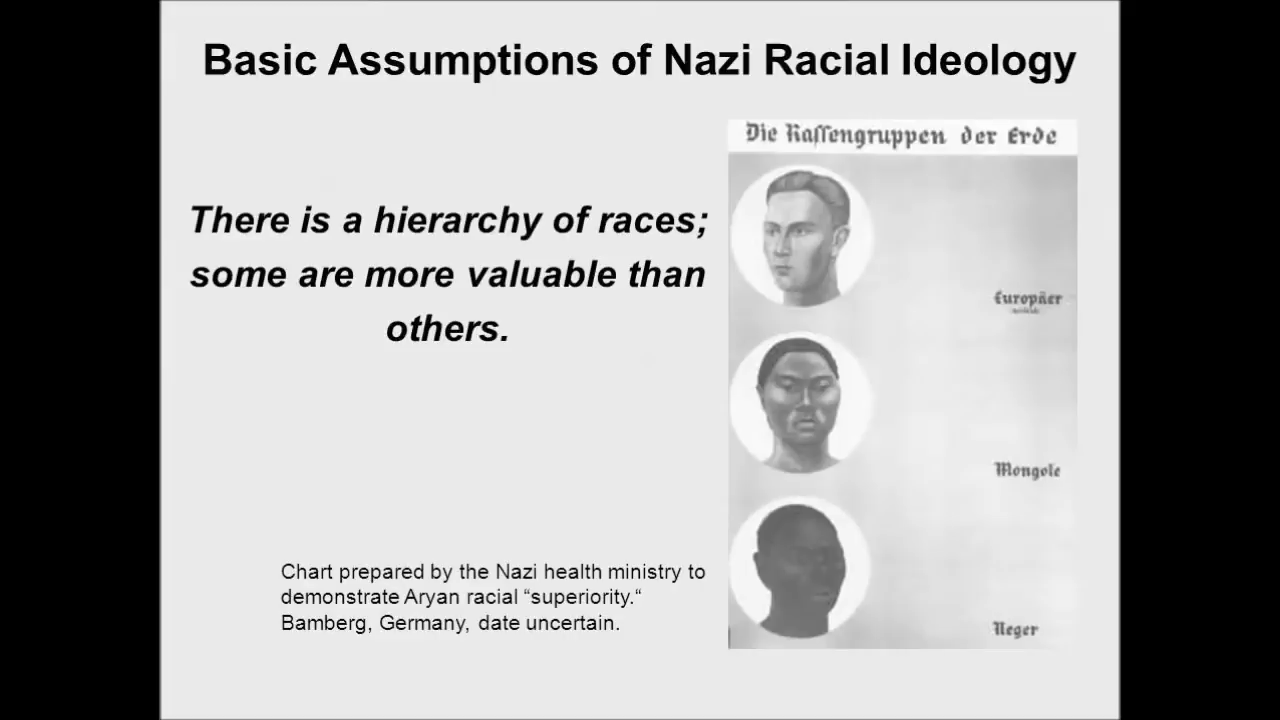 Basic Assumptions of Nazi Racial Ideology
There is a hierarchy of races;
some are more valuable than
others.
Die Rassengruppen der Erde
Europäer
Mongole
Neger
Chart prepared by the Nazi health ministry to
demonstrate Aryan racial “superiority.“
Bamberg, Germany, date uncertain.